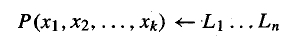 P(x₁, x₂, ..., xₖ) ← L₁ ... Lₙ